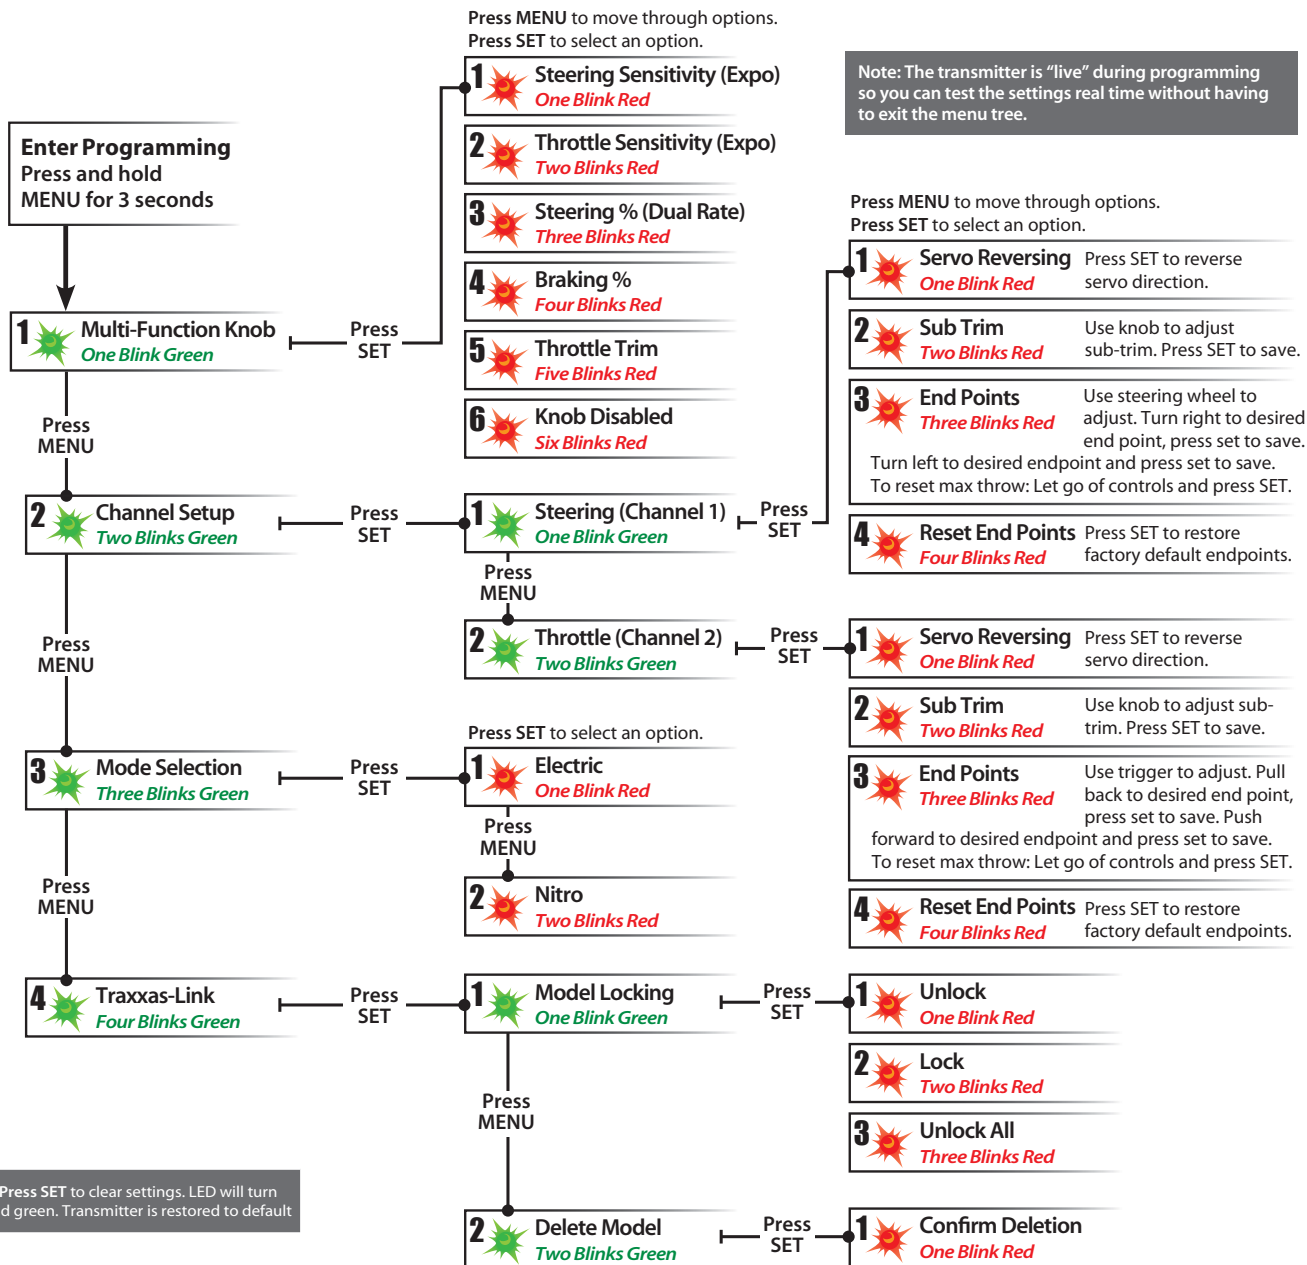 Press MENU to move through options.
Press SET to select an option.
1 Steering Sensitivity (Expo)
One Blink Red
2 Throttle Sensitivity (Expo)
Two Blinks Red
3 Steering % (Dual Rate)
Three Blinks Red
4 Braking %
Four Blinks Red
5 Throttle Trim
Five Blinks Red
6 Knob Disabled
Six Blinks Red
Note: The transmitter is “live” during programming
so you can test the settings real time without having
to exit the menu tree.
Enter Programming
Press and hold
MENU for 3 seconds
1 Multi-Function Knob
One Blink Green
Press
SET
Press
MENU
2 Channel Setup
Two Blinks Green
Press
SET
1 Steering (Channel 1)
One Blink Green
Press
SET
Press MENU to move through options.
Press SET to select an option.
1 Servo Reversing
One Blink Red
Press SET to reverse
servo direction.
2 Sub Trim
Two Blinks Red
Use knob to adjust
sub-trim. Press SET to save.
3 End Points
Three Blinks Red
Use steering wheel to
adjust. Turn right to desired
end point, press set to save.
Turn left to desired endpoint and press set to save.
To reset max throw: Let go of controls and press SET.
4 Reset End Points
Four Blinks Red
Press SET to restore
factory default endpoints.
Press
MENU
2 Throttle (Channel 2)
Two Blinks Green
Press
SET
1 Servo Reversing
One Blink Red
Press SET to reverse
servo direction.
2 Sub Trim
Two Blinks Red
Use knob to adjust sub-
trim. Press SET to save.
3 End Points
Three Blinks Red
Use trigger to adjust. Pull
back to desired end point,
press set to save. Push
forward to desired endpoint and press set to save.
To reset max throw: Let go of controls and press SET.
4 Reset End Points
Four Blinks Red
Press SET to restore
factory default endpoints.
Press
MENU
3 Mode Selection
Three Blinks Green
Press
SET
Press SET to select an option.
1 Electric
One Blink Red
Press
MENU
2 Nitro
Two Blinks Red
Press
MENU
4 Traxxas-Link
Four Blinks Green
Press
SET
1 Model Locking
One Blink Green
Press
SET
1 Unlock
One Blink Red
2 Lock
Two Blinks Red
3 Unlock All
Three Blinks Red
Press
MENU
2 Delete Model
Two Blinks Green
Press
SET
1 Confirm Deletion
One Blink Red
Press SET to clear settings. LED will turn
green. Transmitter is restored to default